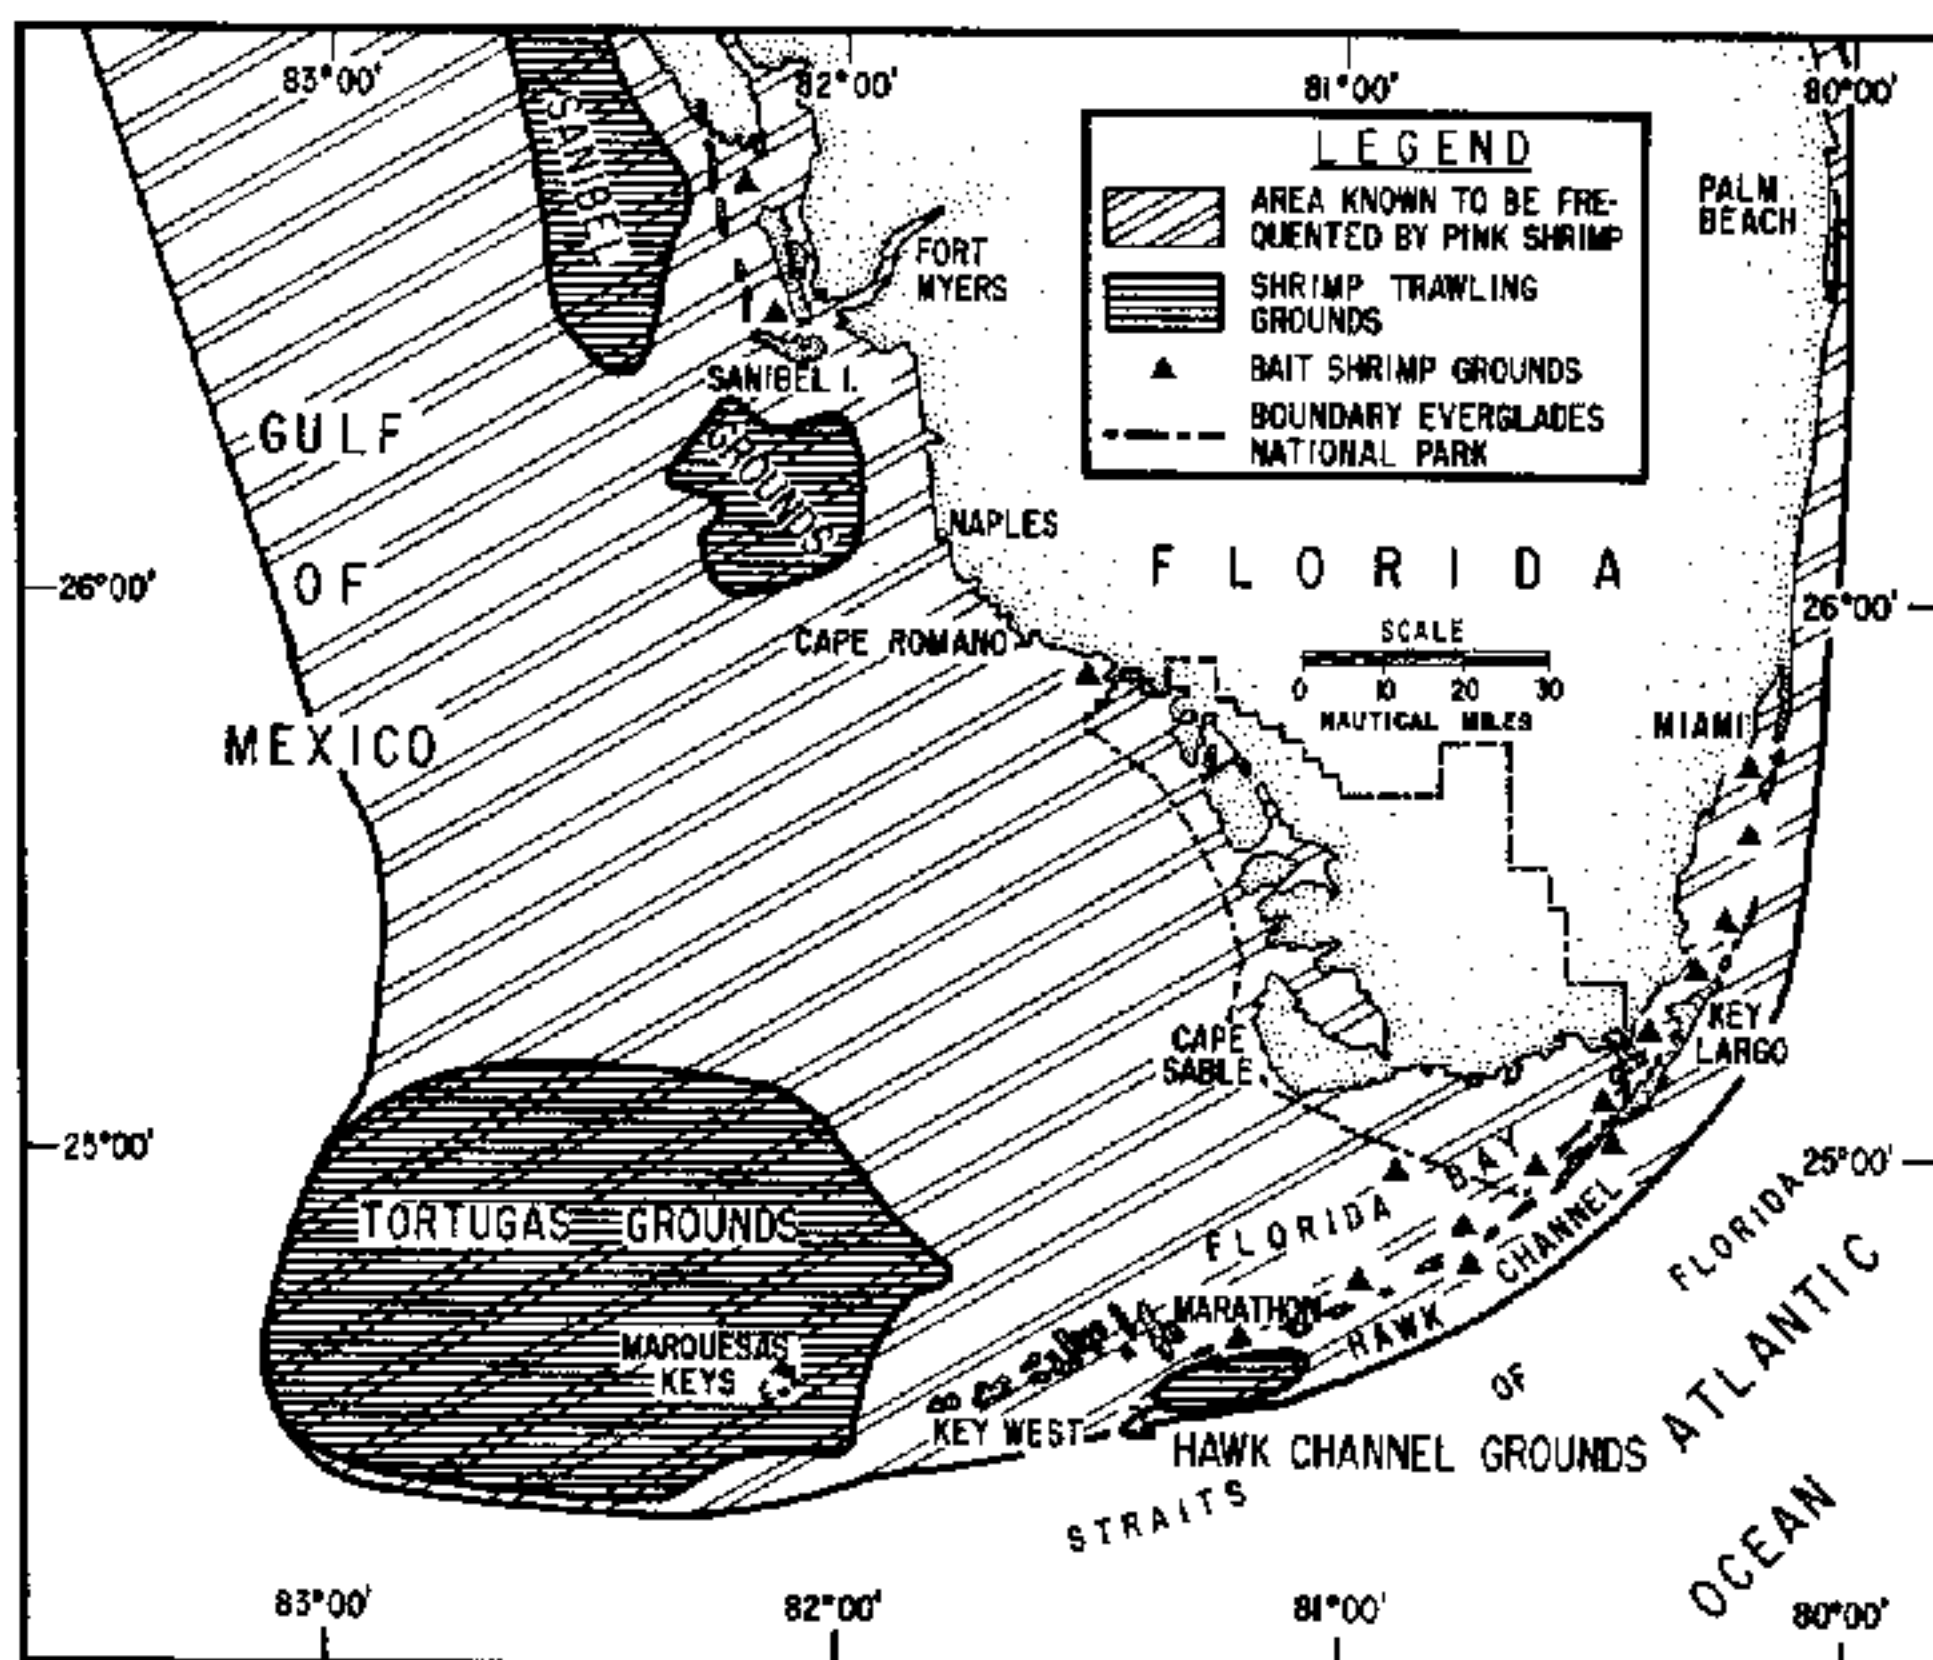 83°00'
82°00'
81°00'
80°00'
LEGEND
AREA KNOWN TO BE FRE-
QUENTED BY PINK SHRIMP
SHRIMP TRAWLING
GROUNDS
BAIT SHRIMP GROUNDS
BOUNDARY EVERGLADES
NATIONAL PARK
SANIBEL
GROUNDS
FORT
MYERS
PALM
BEACH
SANIBEL I.
GULF
OF
MEXICO
NAPLES
FLORIDA
26°00'
26°00'
CAPE ROMANO
SCALE
0 10 20 30
NAUTICAL MILES
MIAMI
CAPE
SABLE
KEY
LARGO
25°00'
25°00'
TORTUGAS GROUNDS
MARQUESAS
KEYS
FLORIDA BAY
MARATHON
HAWK CHANNEL
KEY WEST
HAWK CHANNEL GROUNDS
STRAITS OF FLORIDA
ATLANTIC
OCEAN
83°00'
82°00'
81°00'
80°00'